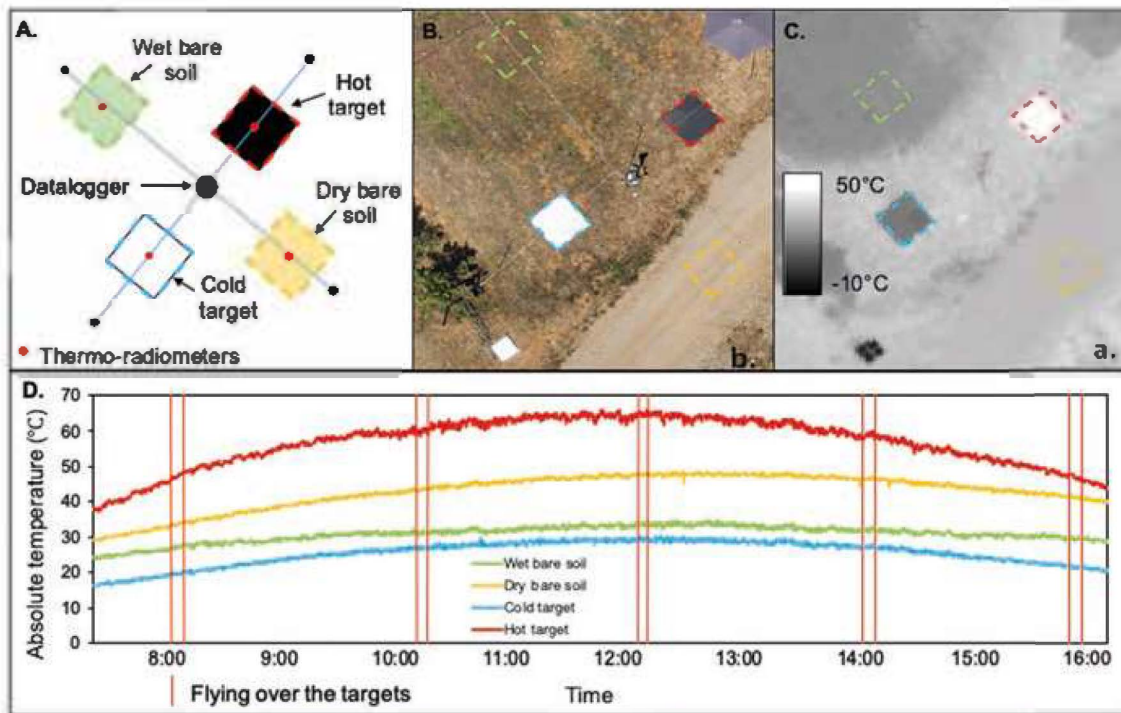 A.
Wet bare
soil
Hot
target
Datalogger
Dry bare
soil
Cold
target
Thermo-radiometers
B.
b.
C.
50°C
-10°C
a.
D.
Absolute temperature (°C)
70
60
50
40
30
20
10
0
Wet bare soil
Dry bare soil
Cold target
Hot target
8:00 9:00 10:00 11:00 12:00 13:00 14:00 15:00 16:00
Flying over the targets
Time